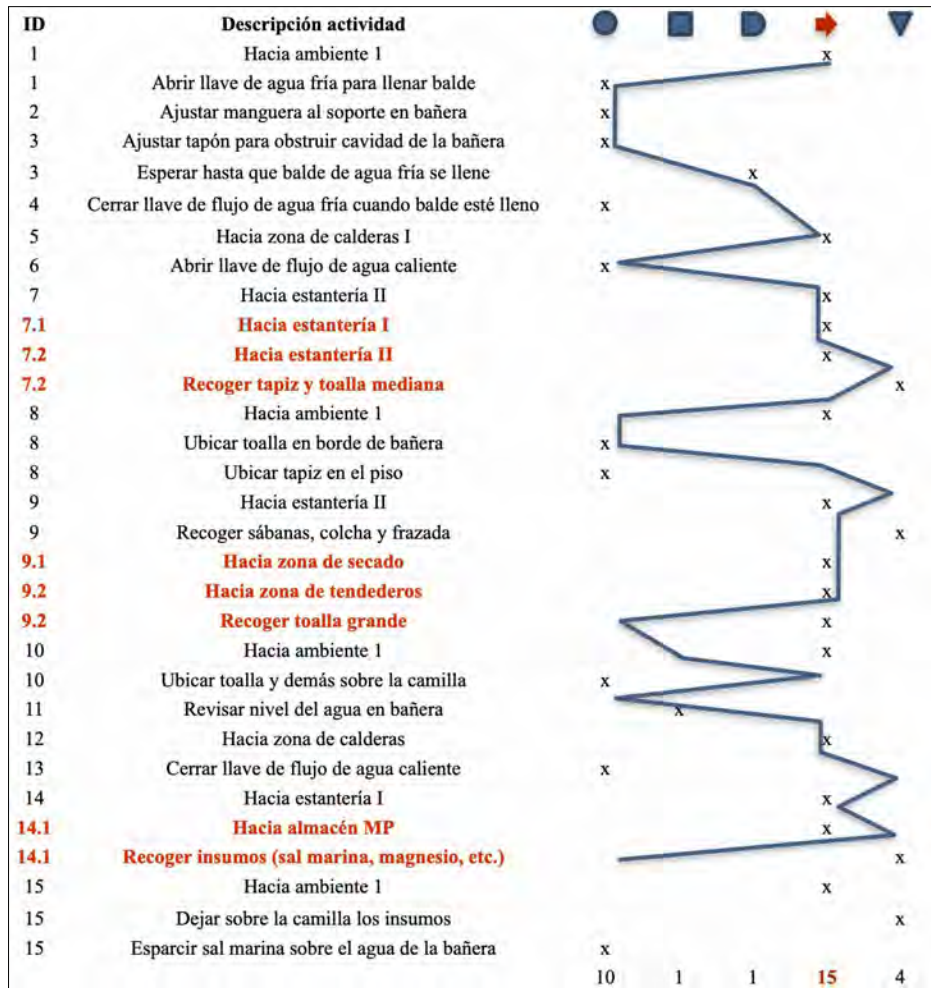 ID Descripción actividad
1 Hacia ambiente 1 x
1 Abrir llave de agua fría para llenar balde x
2 Ajustar manguera al soporte en bañera x
3 Ajustar tapón para obstruir cavidad de la bañera x
3 Esperar hasta que balde de agua fría se llene x
4 Cerrar llave de flujo de agua fría cuando balde esté lleno x
5 Hacia zona de calderas I x
6 Abrir llave de flujo de agua caliente x
7 Hacia estantería II x
7.1 Hacia estantería I x
7.2 Hacia estantería II x
7.2 Recoger tapiz y toalla mediana x
8 Hacia ambiente 1 x
8 Ubicar toalla en borde de bañera x
8 Ubicar tapiz en el piso x
9 Hacia estantería II x
9 Recoger sábanas, colcha y frazada x
9.1 Hacia zona de secado x
9.2 Hacia zona de tendederos x
9.2 Recoger toalla grande x
10 Hacia ambiente 1 x
10 Ubicar toalla y demás sobre la camilla x
11 Revisar nivel del agua en bañera x
12 Hacia zona de calderas x
13 Cerrar llave de flujo de agua caliente x
14 Hacia estantería I x
14.1 Hacia almacén MP x
14.1 Recoger insumos (sal marina, magnesio, etc.) x
15 Hacia ambiente 1 x
15 Dejar sobre la camilla los insumos x
15 Esparcir sal marina sobre el agua de la bañera x
10 1 1 15 4